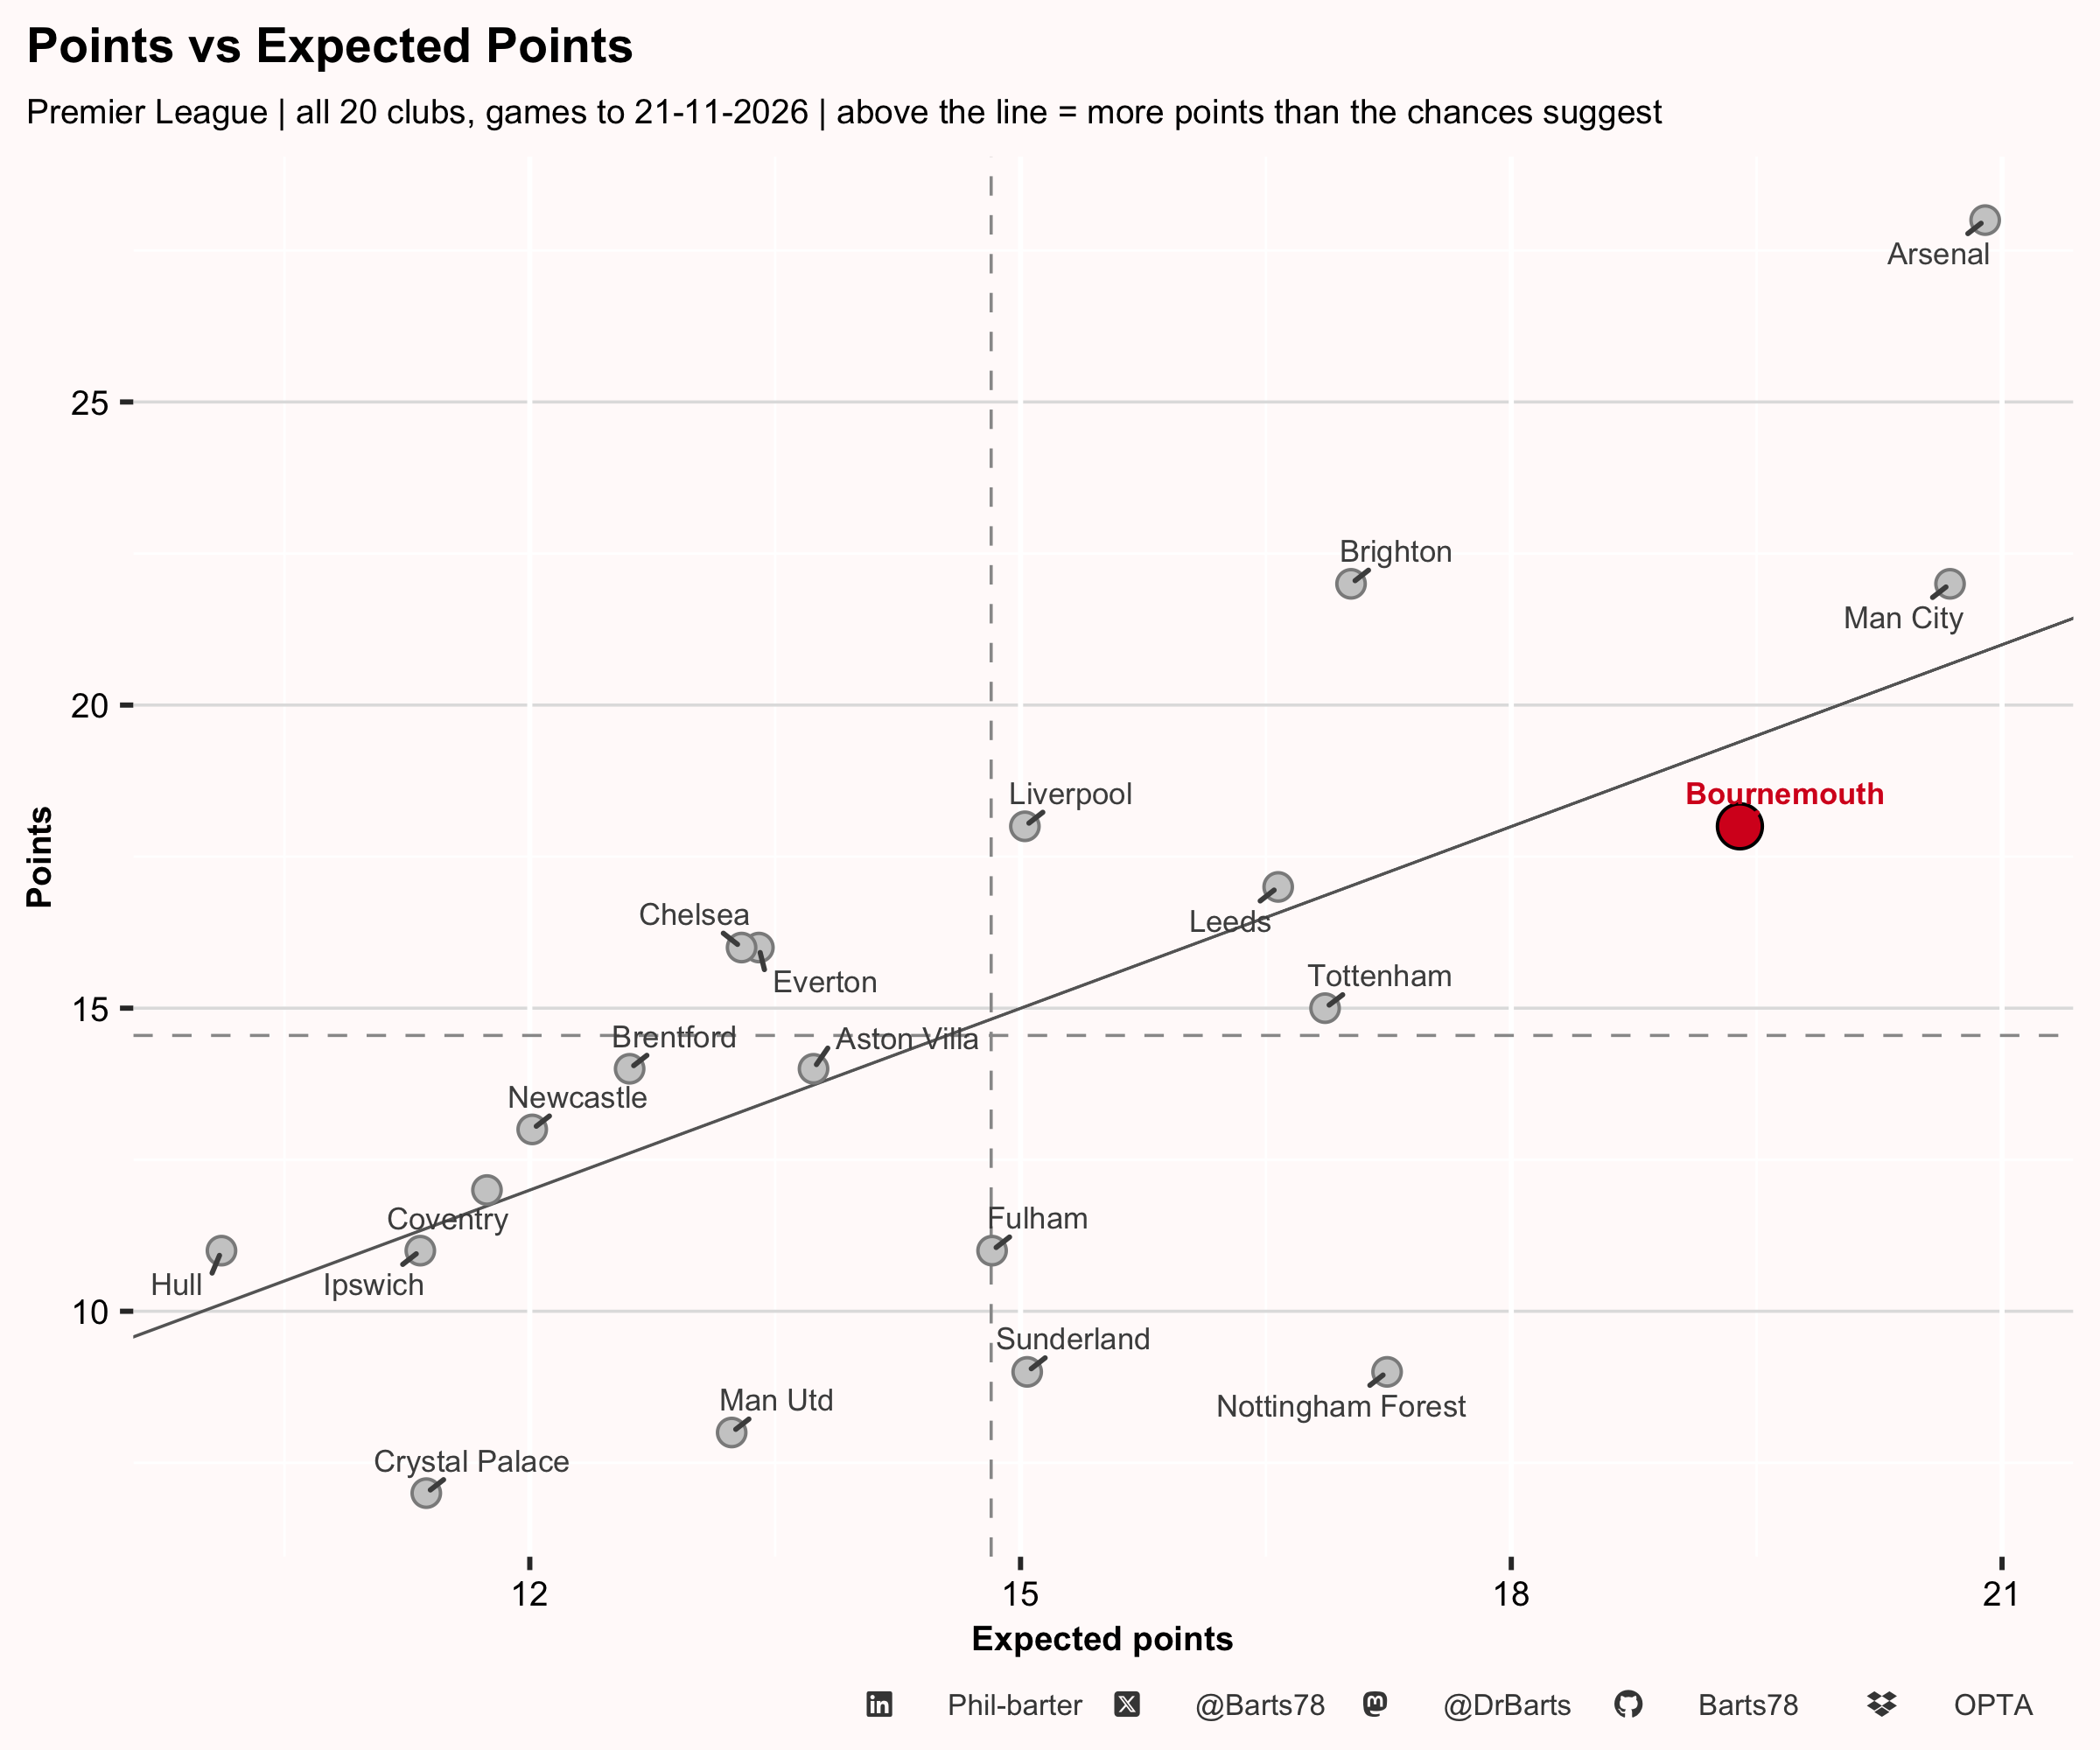 Points vs Expected Points
Premier League | all 20 clubs, games to 21-11-2026 | above the line = more points than the chances suggest
Arsenal
25
Brighton
Man City
20
Liverpool
Bournemouth
Points
Chelsea
Leeds
Everton
Tottenham
15
Brentford
Aston Villa
Newcastle
Coventry
Fulham
Hull
Ipswich
10
Sunderland
Man Utd
Nottingham Forest
Crystal Palace
12 15 18 21
Expected points
in Phil-barter X @Barts78 m @DrBarts Barts78 OPTA